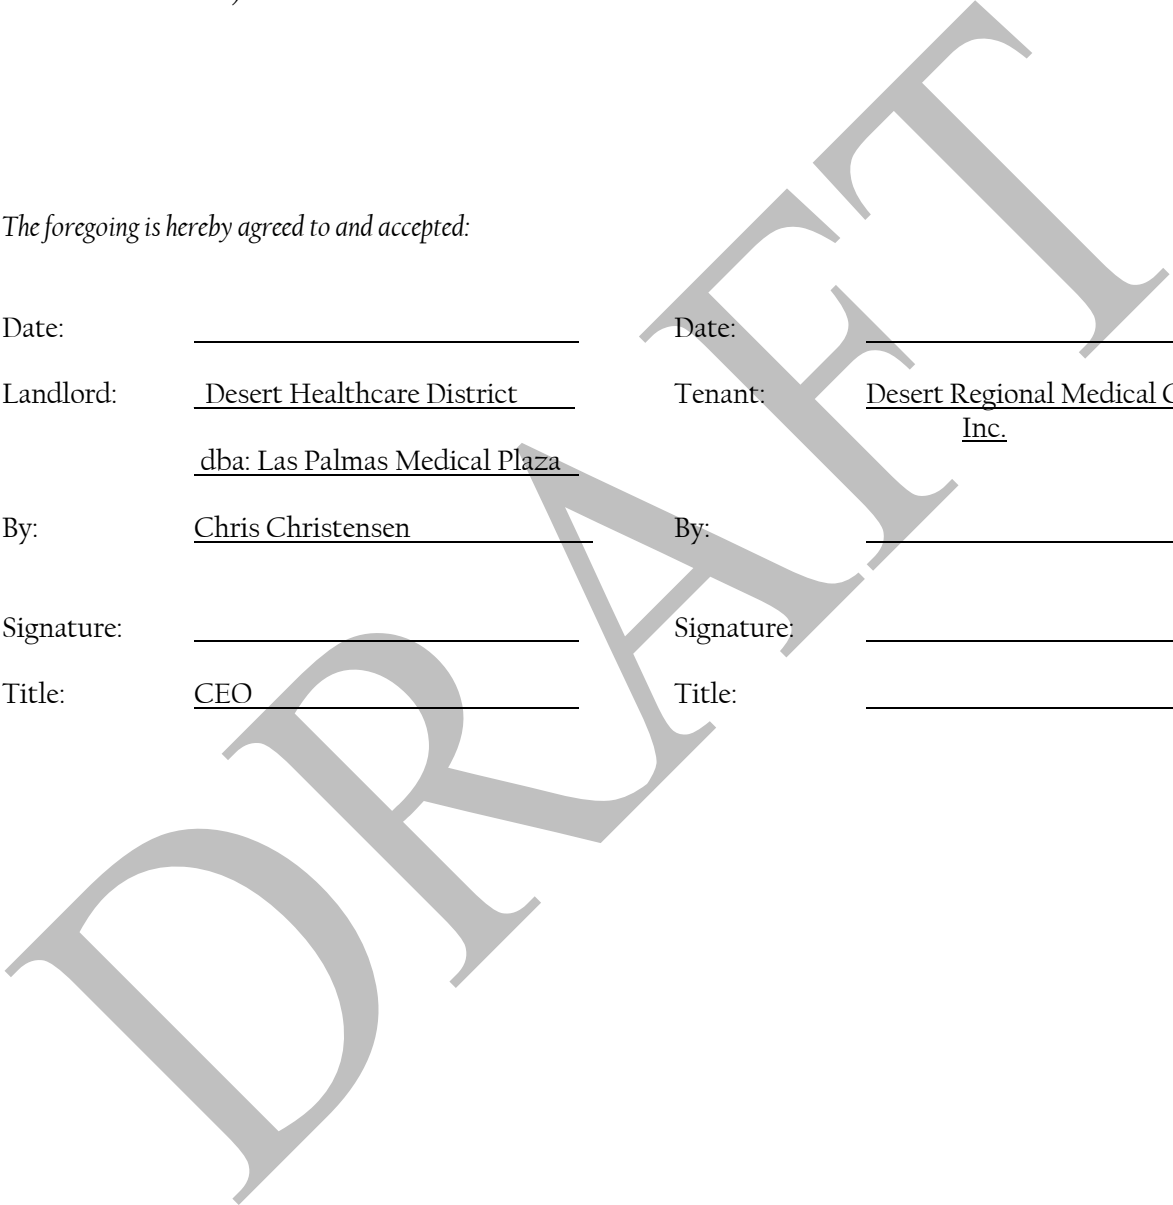 The foregoing is hereby agreed to and accepted:
Date: Date:
Landlord: Desert Healthcare District Tenant: Desert Regional Medical
Inc.
dba: Las Palmas Medical Plaza
By: Chris Christensen By:
Signature: Signature:
Title: CEO Title:
DRAFT